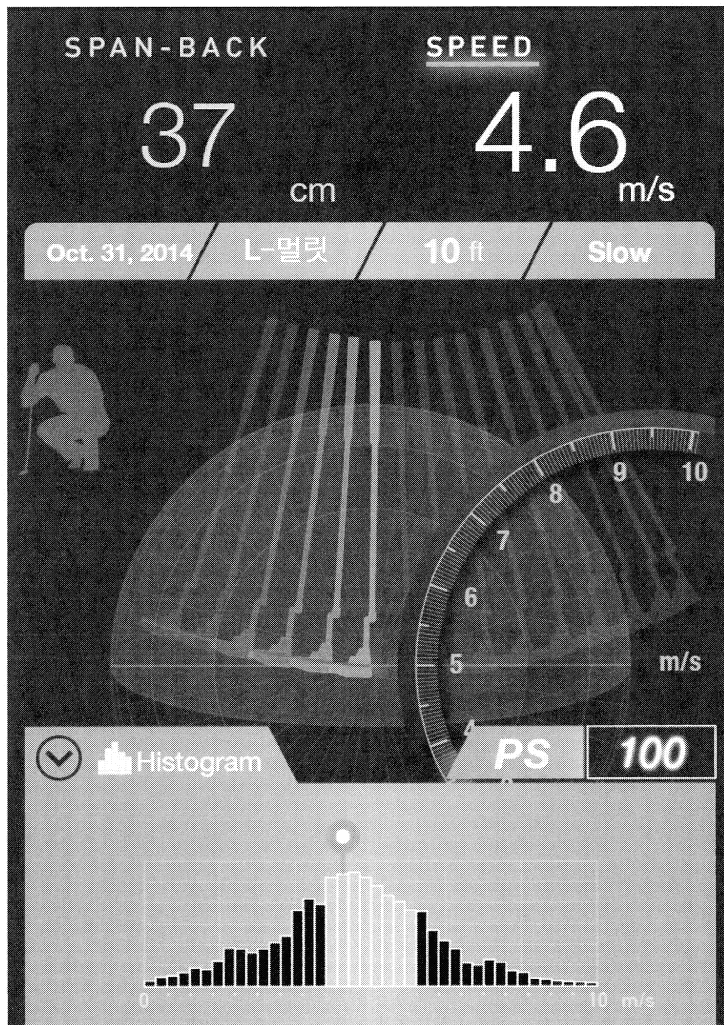 SPAN-BACK SPEED
37 cm 4.6 m/s
Oct. 31, 2014 L-멀릿 10 ft Slow
10
9
8
7
6
5 m/s
4
Histogram PS 100
0 10 m/s